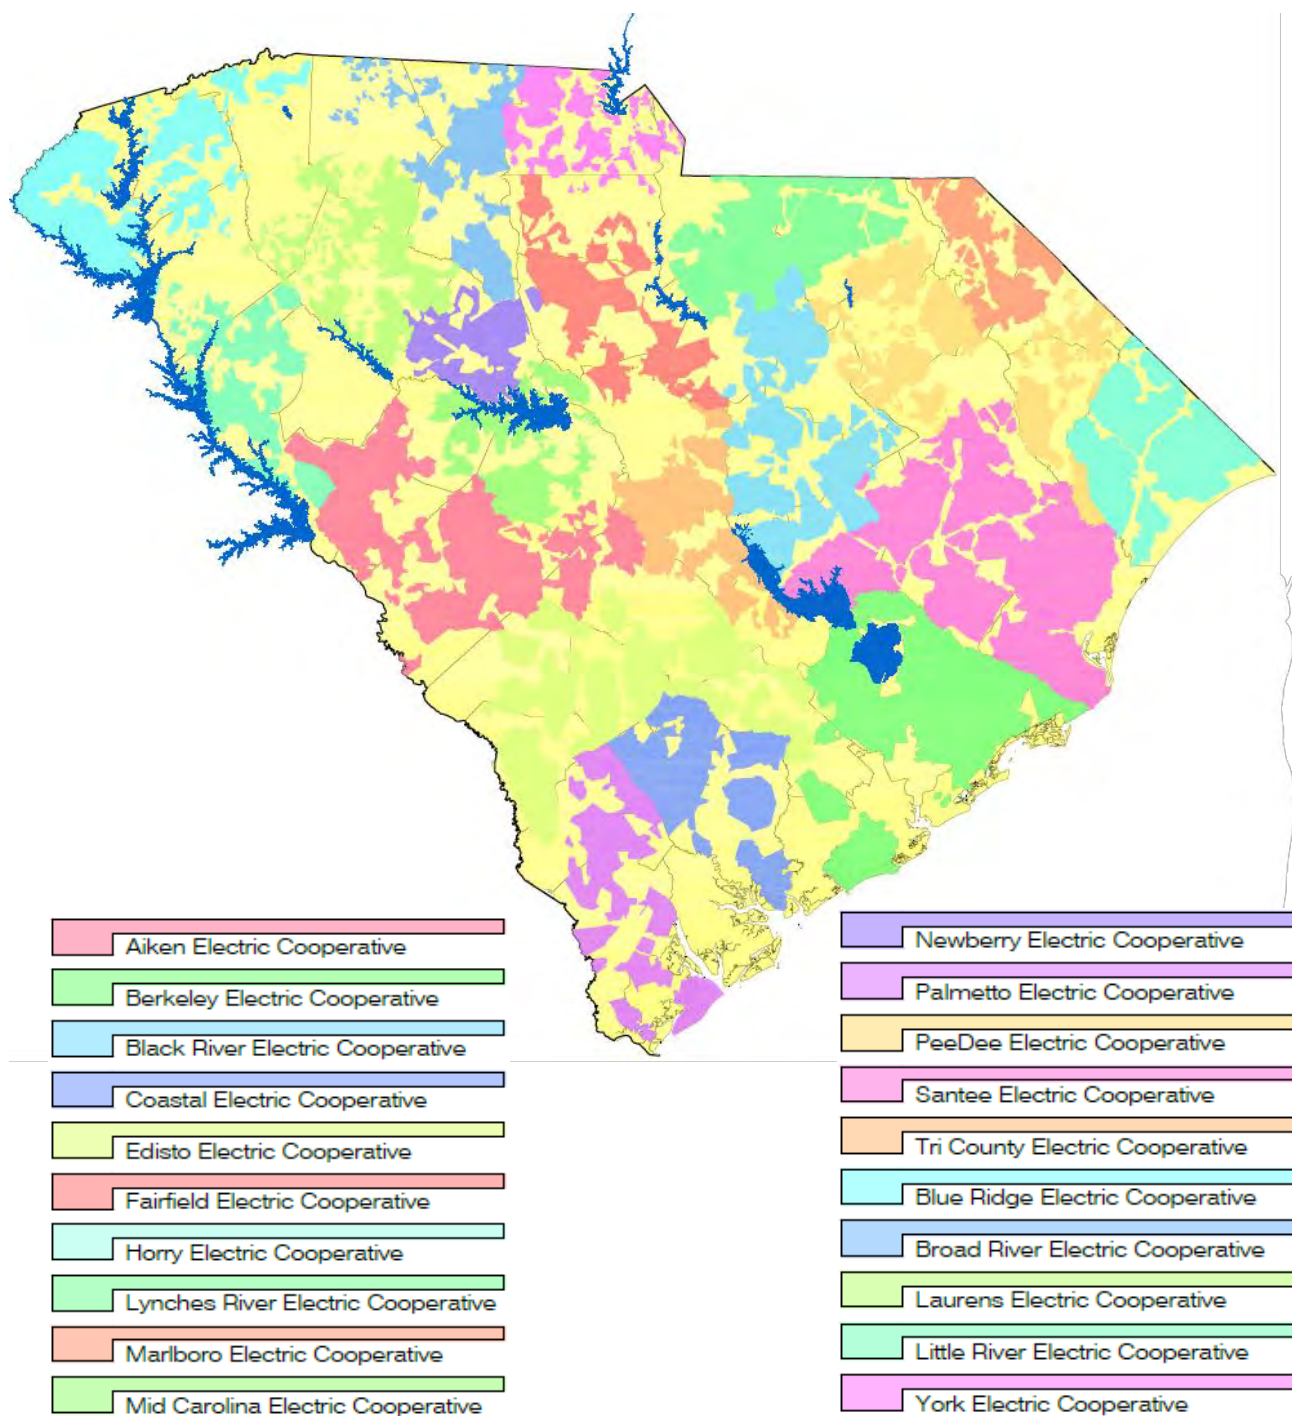 Aiken Electric Cooperative
Berkeley Electric Cooperative
Black River Electric Cooperative
Coastal Electric Cooperative
Edisto Electric Cooperative
Fairfield Electric Cooperative
Horry Electric Cooperative
Lynches River Electric Cooperative
Marlboro Electric Cooperative
Mid Carolina Electric Cooperative
Newberry Electric Cooperative
Palmetto Electric Cooperative
PeeDee Electric Cooperative
Santee Electric Cooperative
Tri County Electric Cooperative
Blue Ridge Electric Cooperative
Broad River Electric Cooperative
Laurens Electric Cooperative
Little River Electric Cooperative
York Electric Cooperative